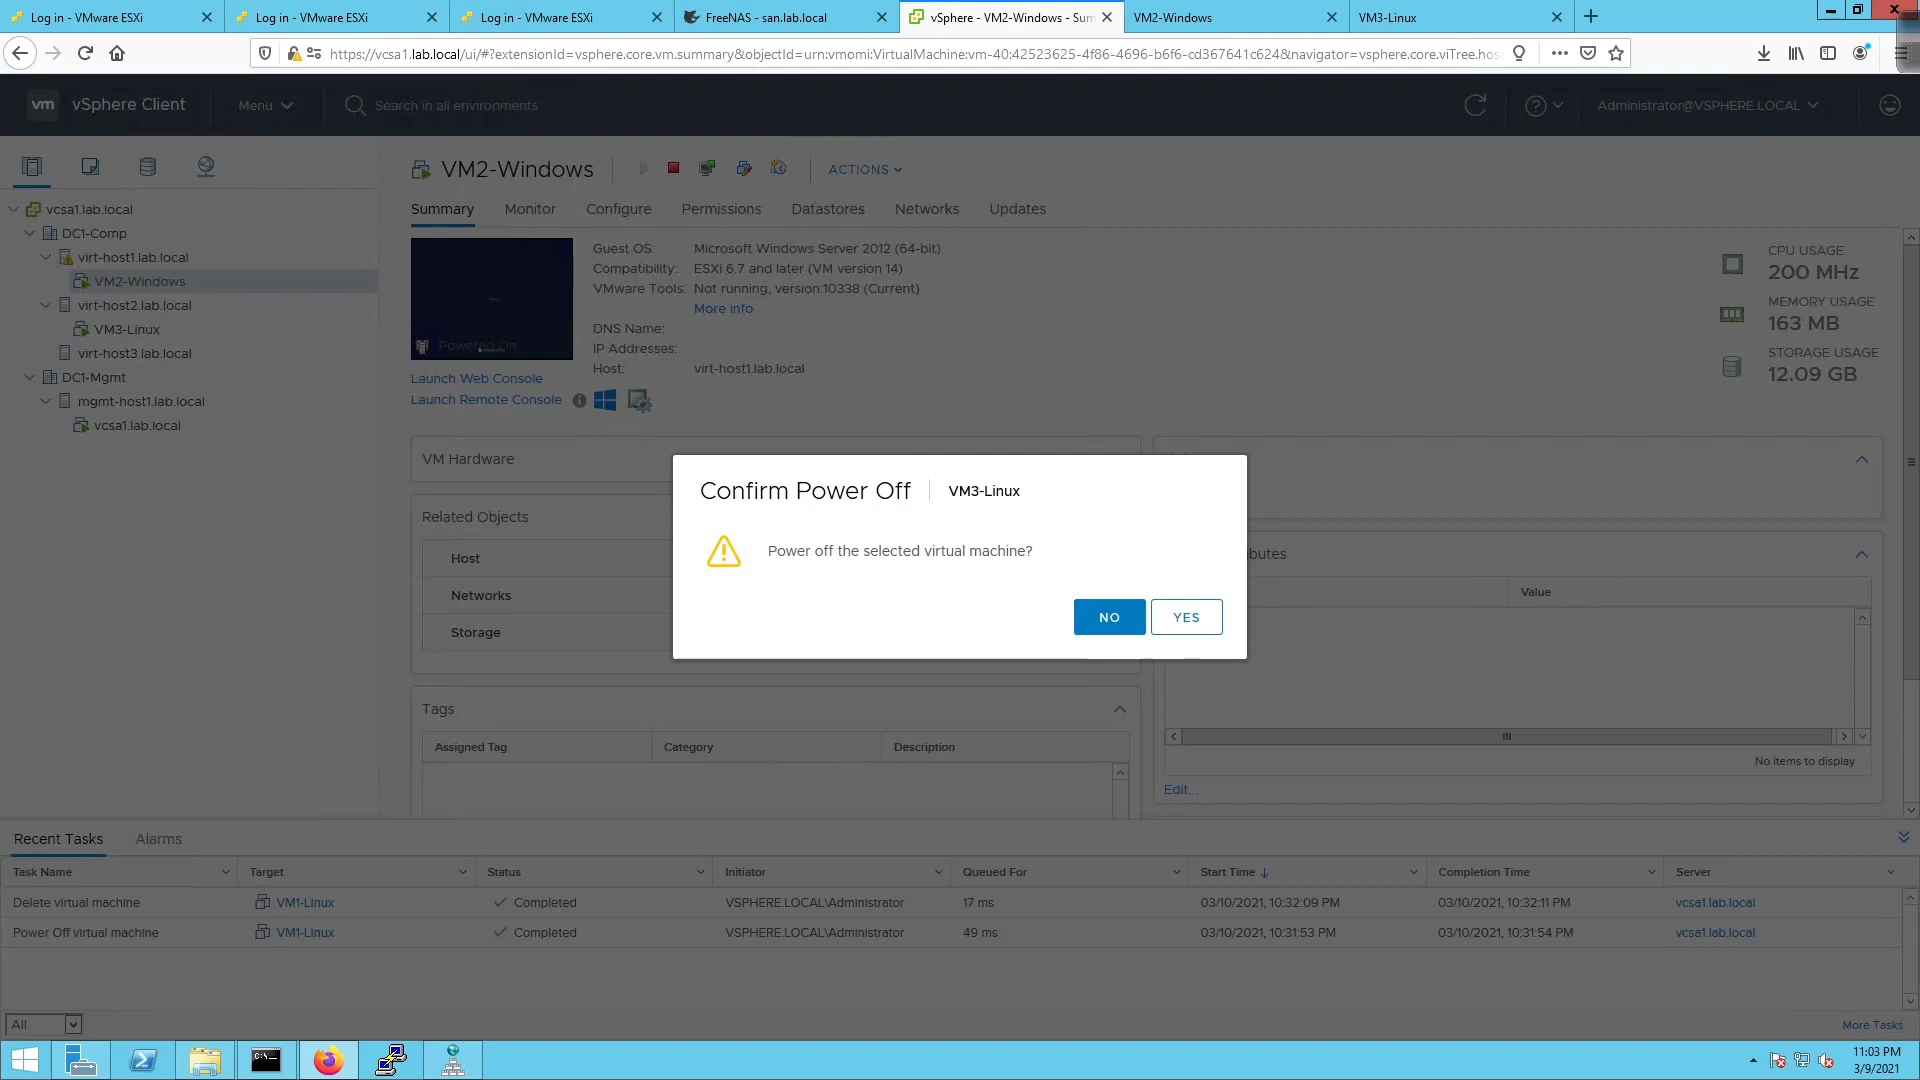 Log in - VMware ESXi
Log in - VMware ESXi
Log in - VMware ESXi
FreeNAS - san.lab.local
vSphere - VM2-Windows - Sum
VM2-Windows
VM3-Linux
https://vcsa1.lab.local/ui/#?extensionId=vsphere.core.vm.summary&objectId=urn:vmomi:VirtualMachine:vm-40:42523625-4f86-4696-b6f6-cd367641c624&navigator=vsphere.core.viTree.hos
vm vSphere Client
Menu
Search in all environments
Administrator@VSPHERE.LOCAL
vcsa1.lab.local
DC1-Comp
virt-host1.lab.local
VM2-Windows
virt-host2.lab.local
VM3-Linux
virt-host3.lab.local
DC1-Mgmt
mgmt-host1.lab.local
vcsa1.lab.local
VM2-Windows
ACTIONS
Summary Monitor Configure Permissions Datastores Networks Updates
Powered On
Launch Web Console
Launch Remote Console
Guest OS: Microsoft Windows Server 2012 (64-bit)
Compatibility: ESXi 6.7 and later (VM version 14)
VMware Tools: Not running, version:10338 (Current)
More info
DNS Name:
IP Addresses:
Host: virt-host1.lab.local
CPU USAGE
200 MHz
MEMORY USAGE
163 MB
STORAGE USAGE
12.09 GB
VM Hardware
Related Objects
Host
Networks
Storage
Confirm Power Off VM3-Linux
Power off the selected virtual machine?
NO YES
butes
Value
No items to display
Edit...
Tags
Assigned Tag Category Description
Recent Tasks Alarms
Task Name Target Status Initiator Queued For Start Time Completion Time Server
Delete virtual machine VM1-Linux Completed VSPHERE.LOCAL\Administrator 17 ms 03/10/2021, 10:32:09 PM 03/10/2021, 10:32:11 PM vcsa1.lab.local
Power Off virtual machine VM1-Linux Completed VSPHERE.LOCAL\Administrator 49 ms 03/10/2021, 10:31:53 PM 03/10/2021, 10:31:54 PM vcsa1.lab.local
All
More Tasks
11:03 PM
3/9/2021